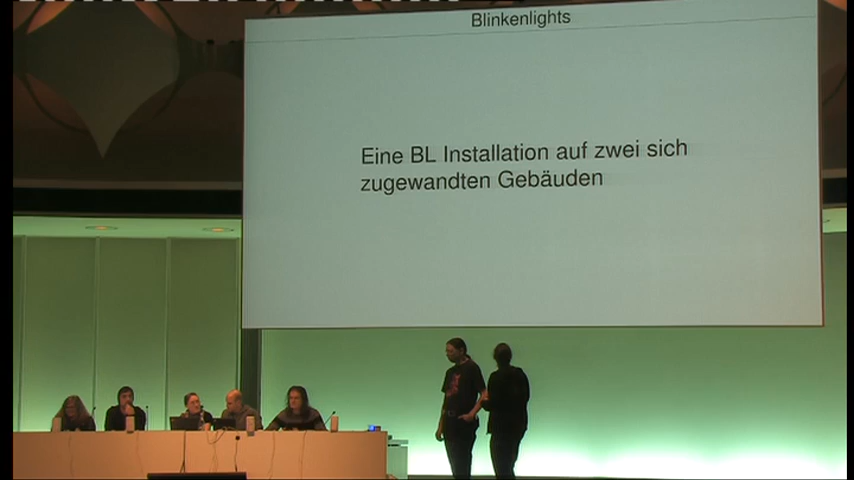 Blinkenlights
Eine BL Installation auf zwei sich
zugewandten Gebäuden